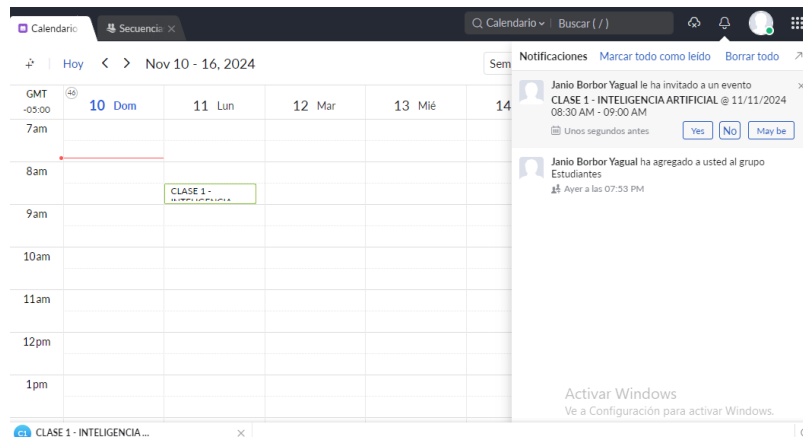 Calendario
Secuencia
Calendario
Buscar ( / )
Hoy
Nov 10 - 16, 2024
Sem
Notificaciones Marcar todo como leído Borrar todo
GMT
-05:00
46
10 Dom
11 Lun
12 Mar
13 Mié
14
7am
8am
9am
10am
11am
12pm
1pm
CLASE 1 -
INTELIGENCIA
Janio Borbor Yagual le ha invitado a un evento
CLASE 1 - INTELIGENCIA ARTIFICIAL @ 11/11/2024
08:30 AM - 09:00 AM
Unos segundos antes
Yes
No
May be
Janio Borbor Yagual ha agregado a usted al grupo
Estudiantes
Ayer a las 07:53 PM
Activar Windows
Ve a Configuración para activar Windows.
C1 CLASE 1 - INTELIGENCIA ...